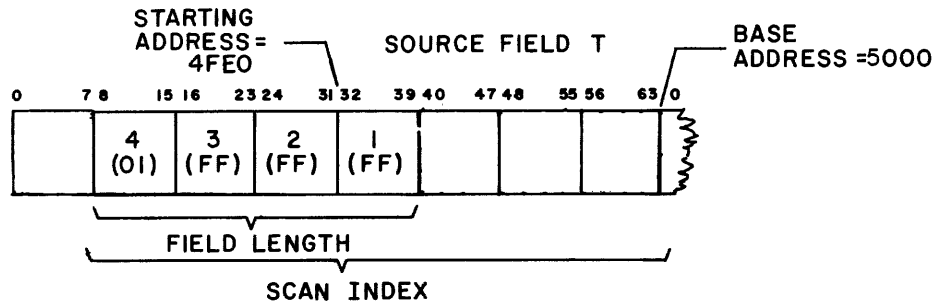 STARTING
ADDRESS=
4FE0
SOURCE FIELD T
BASE
ADDRESS =5000
0 7 8 15 16 23 24 31 32 39 40 47 48 55 56 63 0
4 3 2 1
(01) (FF) (FF) (FF)
FIELD LENGTH
SCAN INDEX